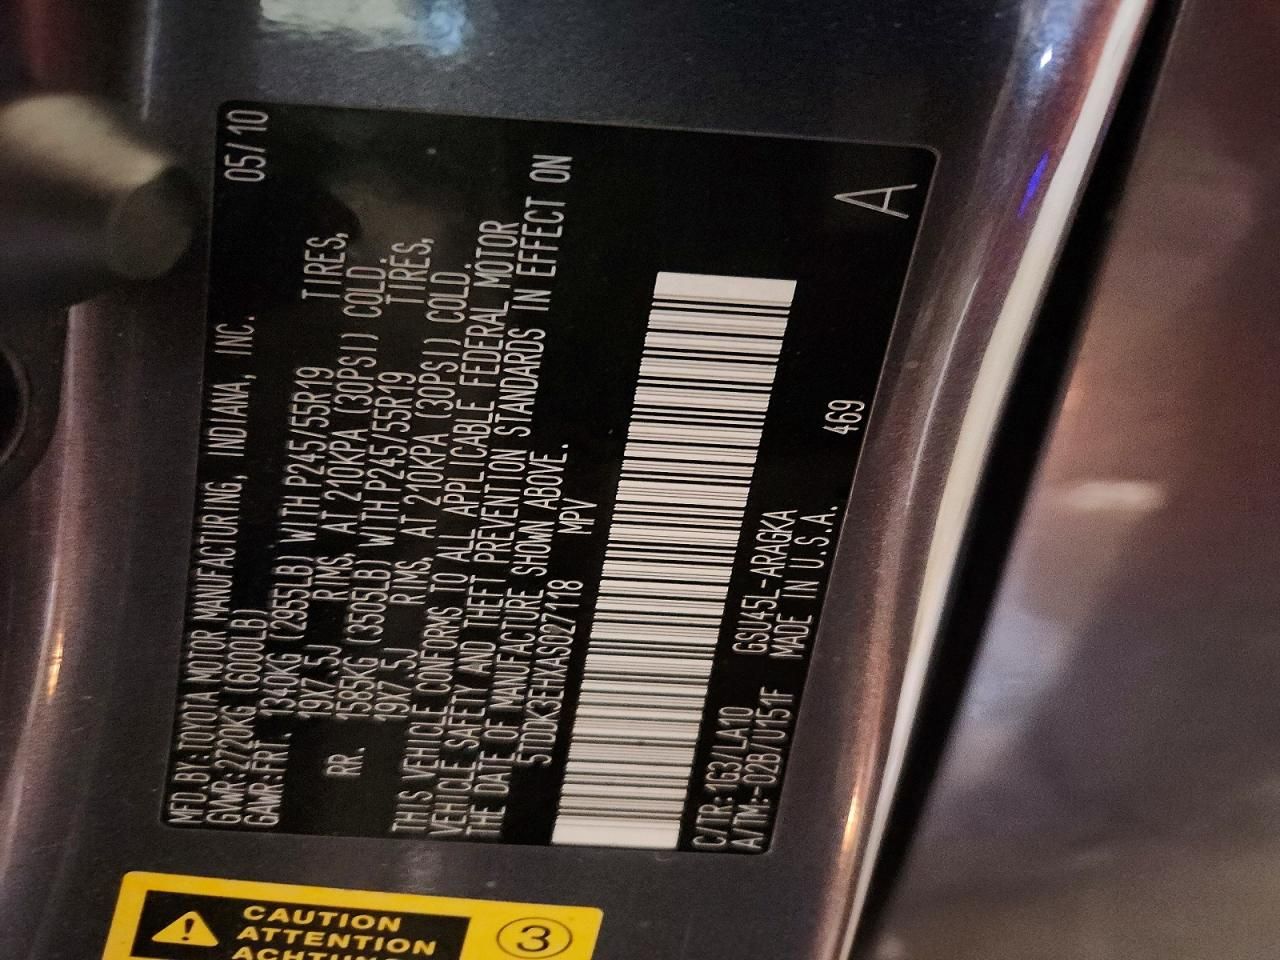 MFD.BY:TOYOTA MOTOR MANUFACTURING, INDIANA, INC. 05/10
GVWR:2720KG (6000LB)
GAWR:FRT. 1340KG (2955LB) WITH P245/55R19 TIRES,
19X7.5J RIMS, AT 210KPA (30PSI) COLD.
RR. 1585KG (3505LB) WITH P245/55R19 TIRES,
19X7.5J RIMS, AT 210KPA (30PSI) COLD.
THIS VEHICLE CONFORMS TO ALL APPLICABLE FEDERAL MOTOR
VEHICLE SAFETY AND THEFT PREVENTION STANDARDS IN EFFECT ON
THE DATE OF MANUFACTURE SHOWN ABOVE.
5TDDK3EHXAS027118 MPV
C/TR:1G3/LA10 GSU45L-ARAGKA
A/TM:-02B/U151F MADE IN U.S.A. 469
A
CAUTION
ATTENTION
ACHTUNG
3